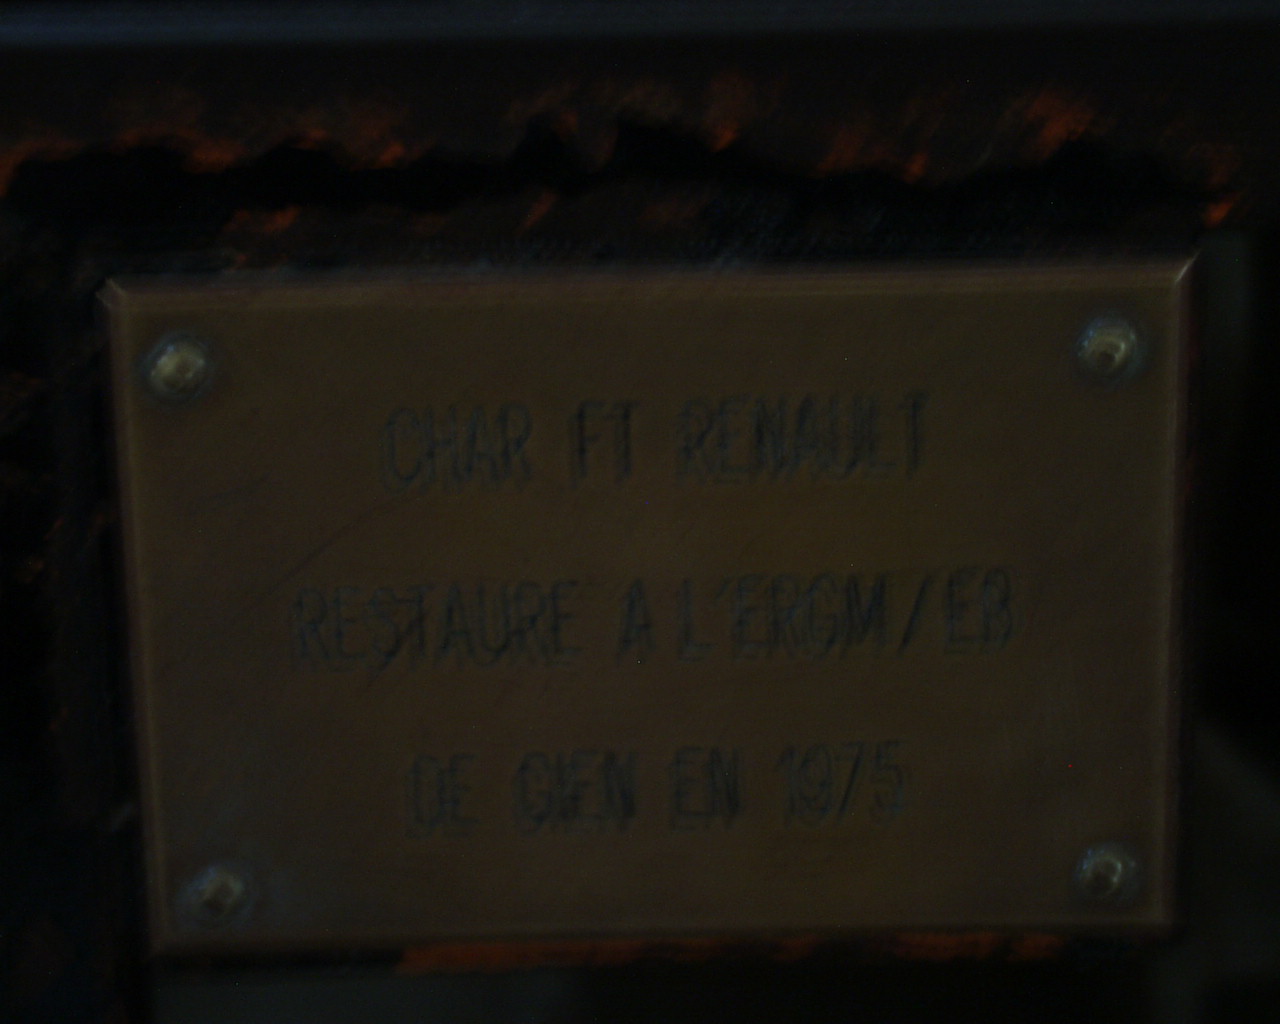 CHAR FT RENAULT
RESTAURE A L'ERGM/EB
DE GIEN EN 1975